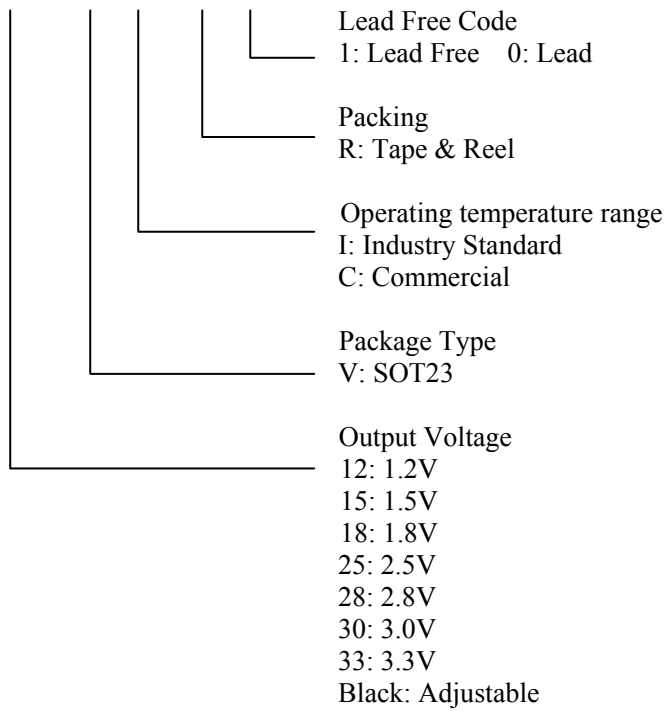 Lead Free Code
1: Lead Free 0: Lead
Packing
R: Tape & Reel
Operating temperature range
I: Industry Standard
C: Commercial
Package Type
V: SOT23
Output Voltage
12: 1.2V
15: 1.5V
18: 1.8V
25: 2.5V
28: 2.8V
30: 3.0V
33: 3.3V
Black: Adjustable